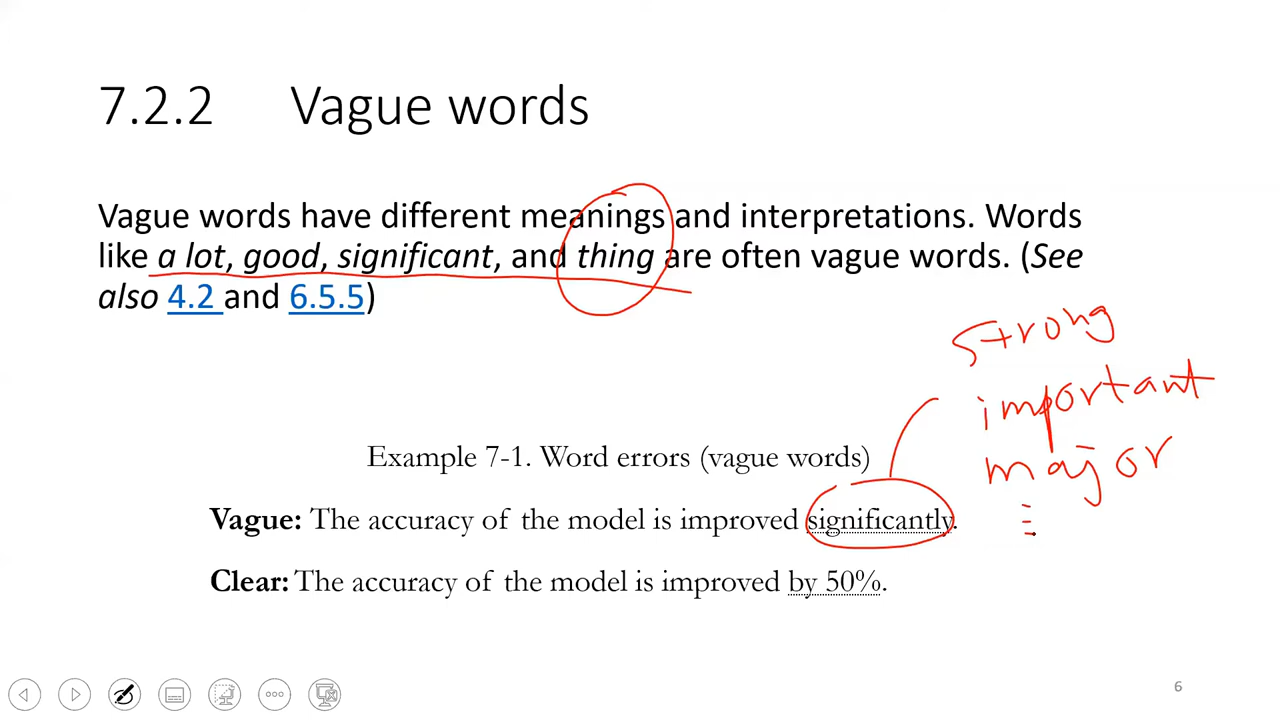 7.2.2 Vague words
Vague words have different meanings and interpretations. Words
like a lot, good, significant, and thing are often vague words. (See
also 4.2 and 6.5.5)
strong
important
major
Example 7-1. Word errors (vague words)
Vague: The accuracy of the model is improved significantly.
Clear: The accuracy of the model is improved by 50%.
6